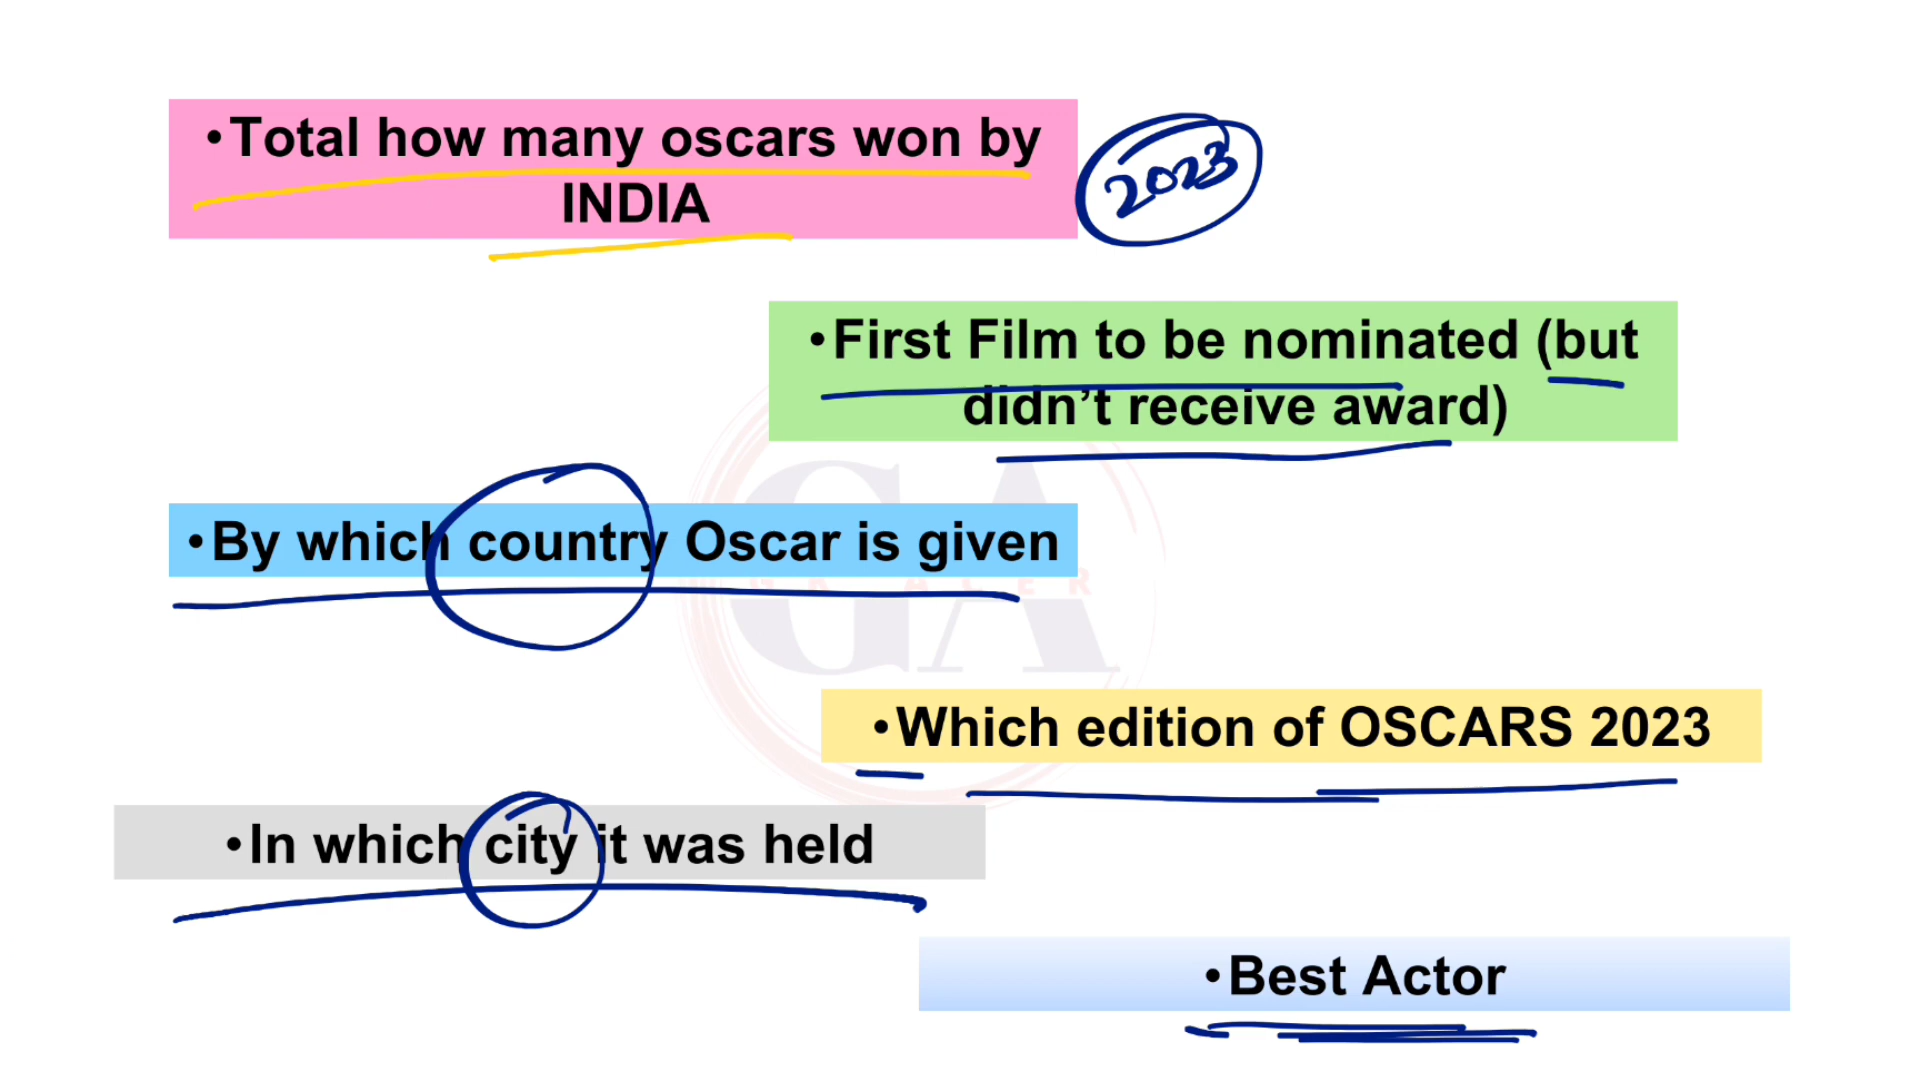 •Total how many oscars won by
INDIA
2023
•First Film to be nominated (but
didn’t receive award)
•By which country Oscar is given
GA
•Which edition of OSCARS 2023
•In which city it was held
•Best Actor